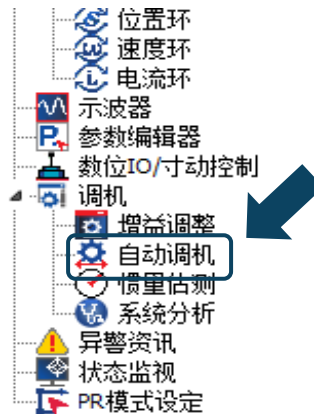 位置环
速度环
电流环
示波器
参数编辑器
数位IO/寸动控制
调机
增益调整
自动调机
惯量估测
系统分析
异警资讯
状态监视
PR模式设定